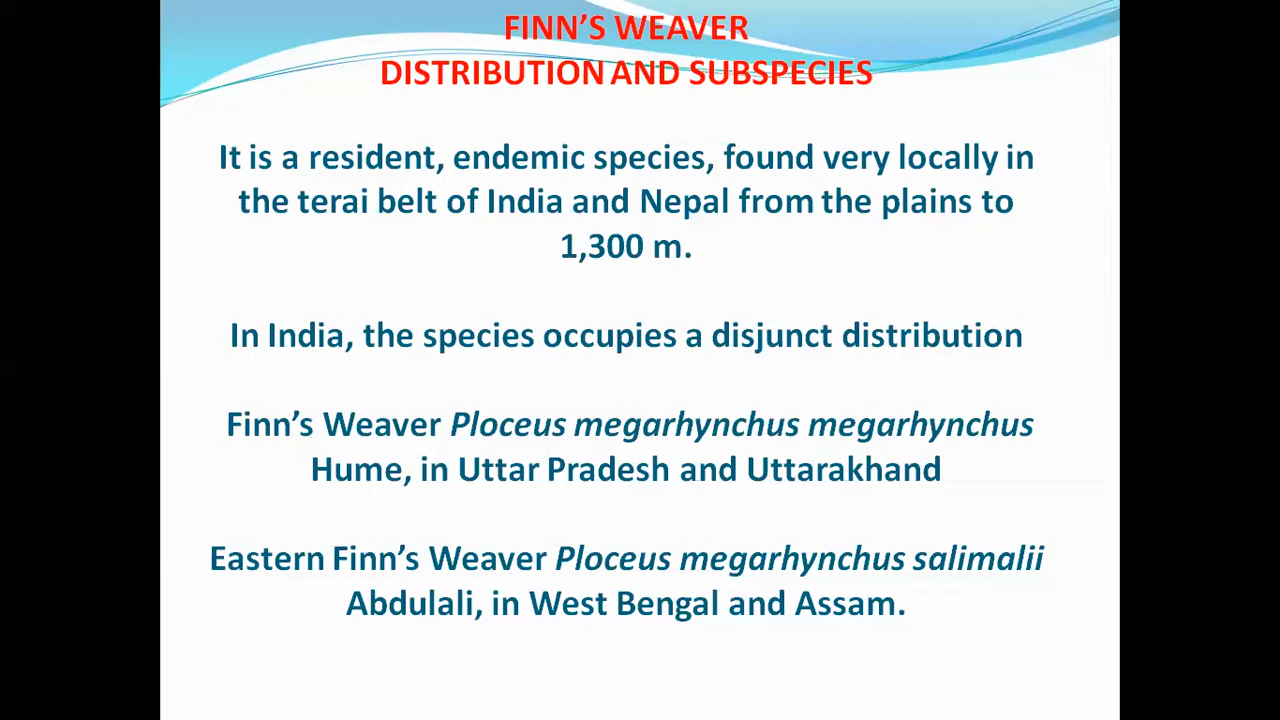 FINN’S WEAVER
DISTRIBUTION AND SUBSPECIES
It is a resident, endemic species, found very locally in
the terai belt of India and Nepal from the plains to
1,300 m.
In India, the species occupies a disjunct distribution
Finn’s Weaver Ploceus megarhynchus megarhynchus
Hume, in Uttar Pradesh and Uttarakhand
Eastern Finn’s Weaver Ploceus megarhynchus salimalii
Abdulali, in West Bengal and Assam.